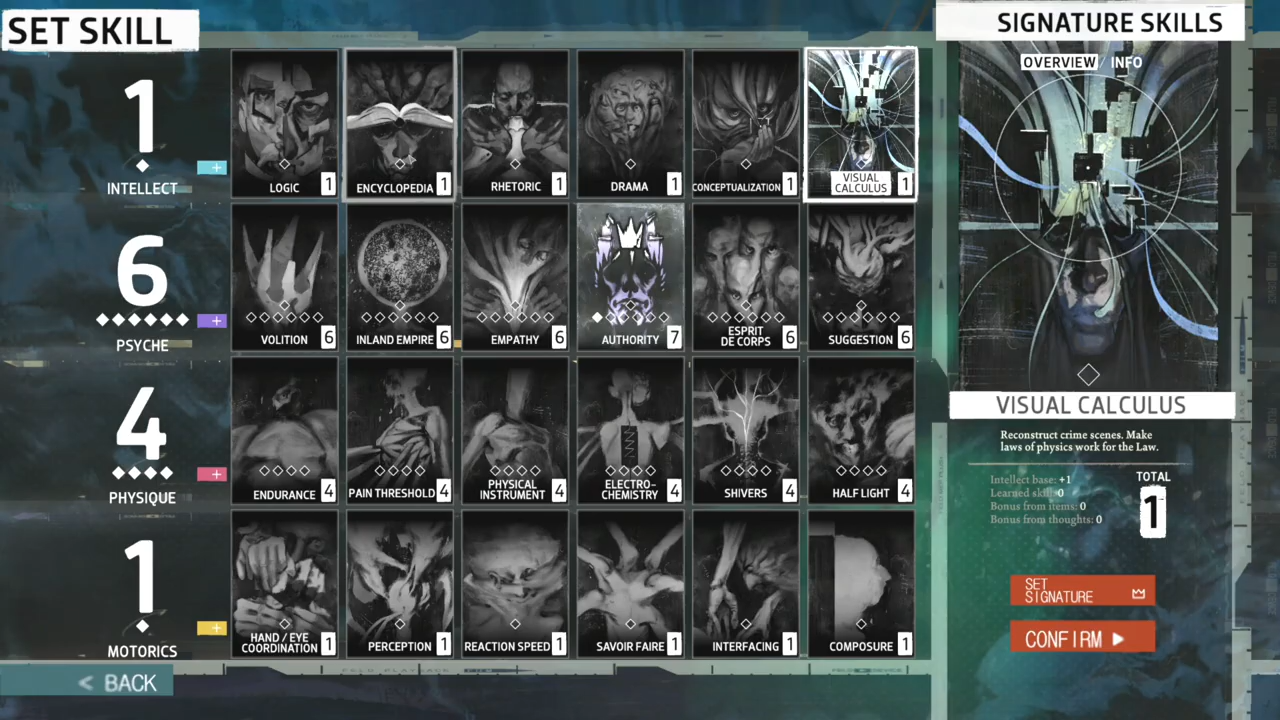 SET SKILL
SIGNATURE SKILLS
OVERVIEW / INFO
1
INTELLECT
+
LOGIC 1
ENCYCLOPEDIA 1
RHETORIC 1
DRAMA 1
CONCEPTUALIZATION 1
VISUAL
CALCULUS 1
6
PSYCHE
+
VOLITION 6
INLAND EMPIRE 6
EMPATHY 6
AUTHORITY 7
ESPRIT
DE CORPS 6
SUGGESTION 6
4
PHYSIQUE
+
ENDURANCE 4
PAIN THRESHOLD 4
PHYSICAL
INSTRUMENT 4
ELECTRO-
CHEMISTRY 4
SHIVERS 4
HALF LIGHT 4
1
MOTORICS
+
HAND / EYE
COORDINATION 1
PERCEPTION 1
REACTION SPEED 1
SAVOIR FAIRE 1
INTERFACING 1
COMPOSURE 1
VISUAL CALCULUS
Reconstruct crime scenes. Make
laws of physics work for the Law.
Intellect base: +1
Learned skill: 0
Bonus from items: 0
Bonus from thoughts: 0
TOTAL
1
SET
SIGNATURE
CONFIRM
< BACK